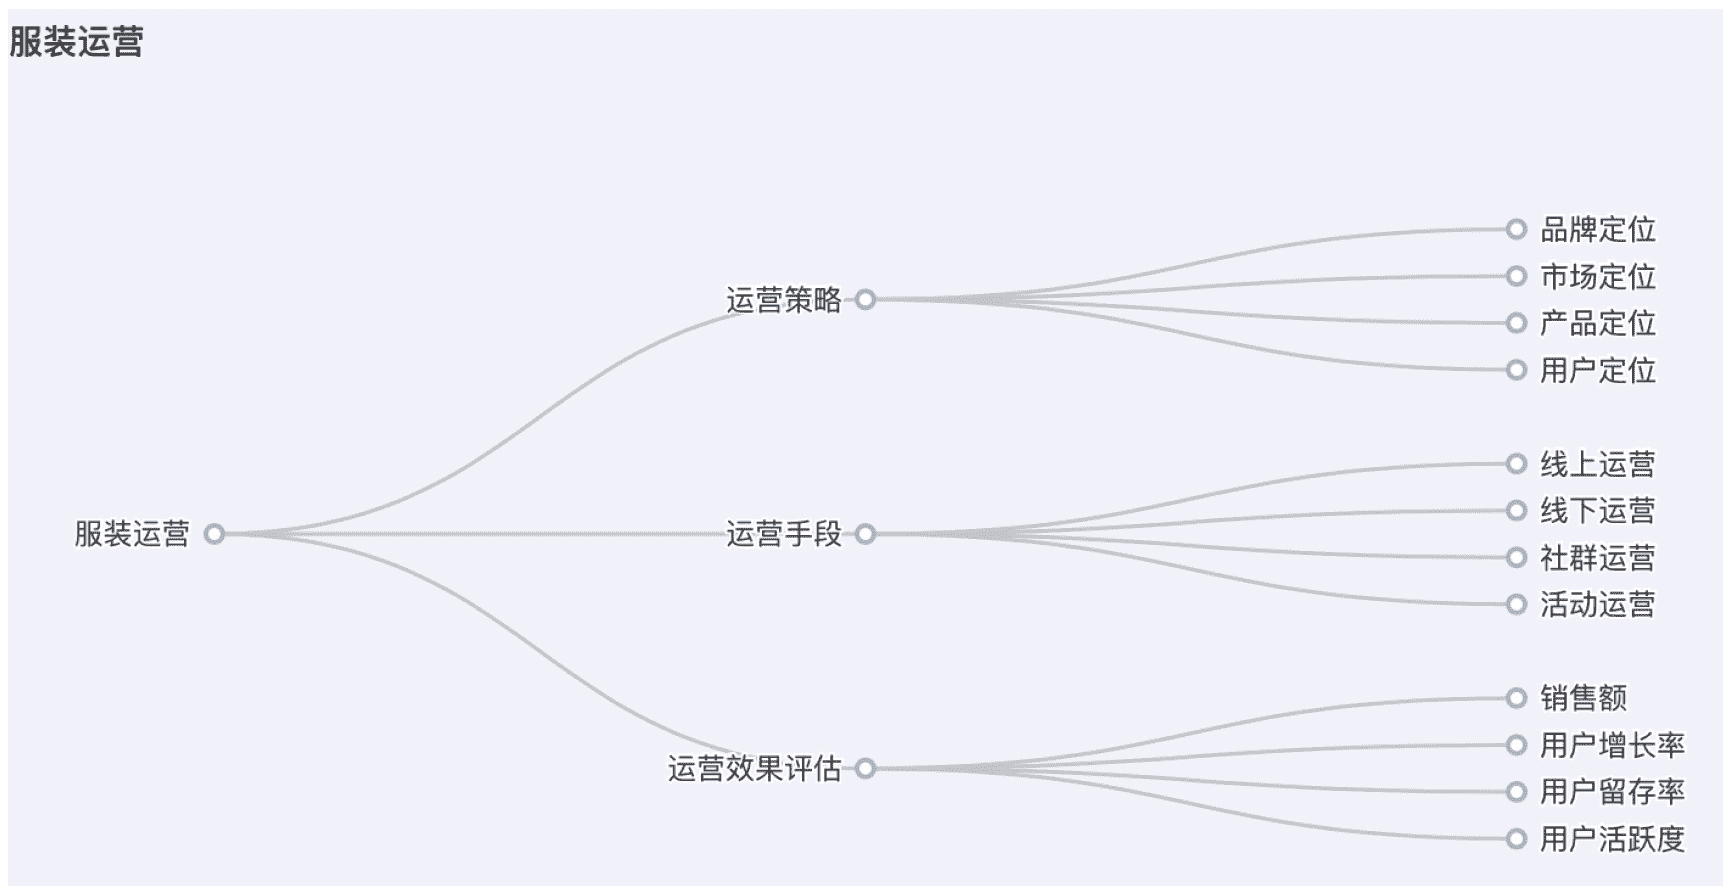 服装运营
服装运营
运营策略
品牌定位
市场定位
产品定位
用户定位
运营手段
线上运营
线下运营
社群运营
活动运营
运营效果评估
销售额
用户增长率
用户留存率
用户活跃度